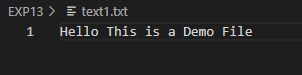 EXP13 > text1.txt
1 Hello This is a Demo File